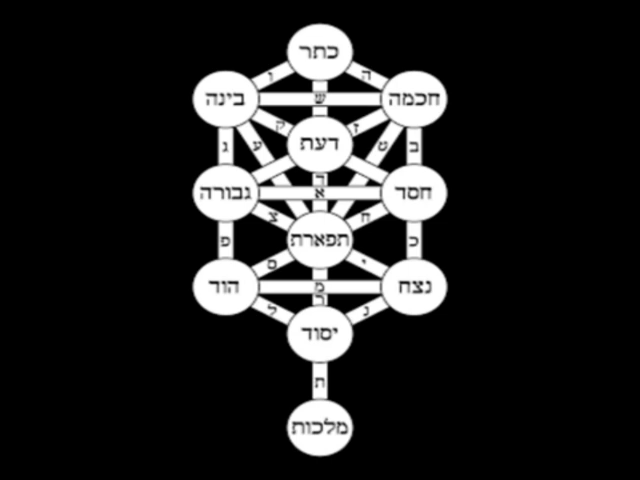 כתר
ה ו
חכמה ש בינה
ז ק
ב ט דעת ע ג
ד
חסד א גבורה
ח צ
כ תפארת פ
י ס
נצח מ הוד
ר
נ ל
יסוד
ת
מלכות